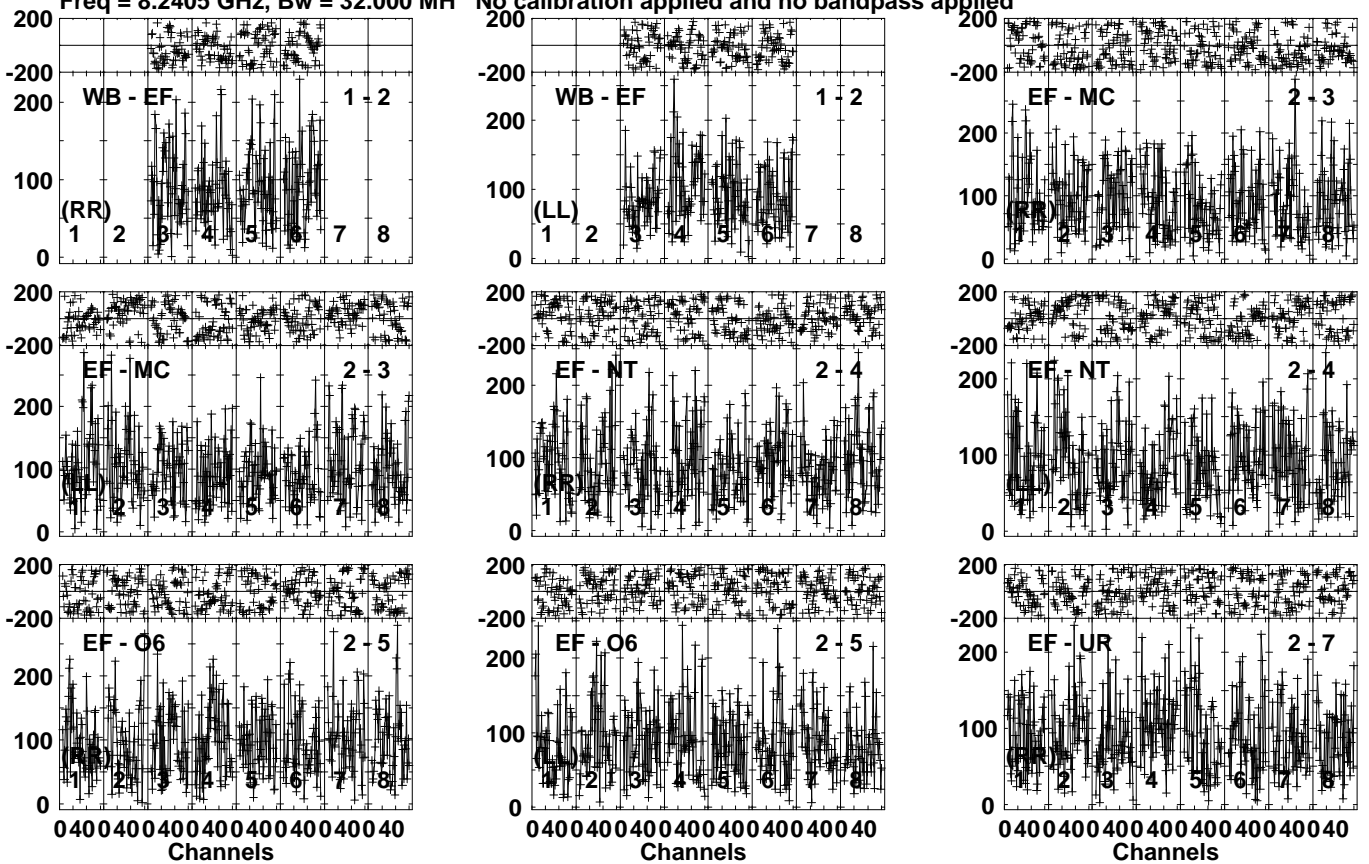 Freq = 8.2405 GHz, Bw = 32.000 MH No calibration applied and no bandpass applied
200
-200
WB - EF 1 - 2
200
100
0
(RR)
1 2 3 4 5 6 7 8
200
-200
WB - EF 1 - 2
200
100
0
(LL)
1 2 3 4 5 6 7 8
200
-200
EF - MC 2 - 3
200
100
0
(RR)
1 2 3 4 5 6 7 8
200
-200
EF - MC 2 - 3
200
100
0
(LL)
1 2 3 4 5 6 7 8
200
-200
EF - NT 2 - 4
200
100
0
(RR)
1 2 3 4 5 6 7 8
200
-200
EF - NT 2 - 4
200
100
0
(LL)
1 2 3 4 5 6 7 8
200
-200
EF - O6 2 - 5
200
100
0
(RR)
1 2 3 4 5 6 7 8
0 40 0 40 0 40 0 40 0 40 0 40 0 40 0 40
Channels
200
-200
EF - O6 2 - 5
200
100
0
(LL)
1 2 3 4 5 6 7 8
0 40 0 40 0 40 0 40 0 40 0 40 0 40 0 40
Channels
200
-200
EF - UR 2 - 7
200
100
0
(RR)
1 2 3 4 5 6 7 8
0 40 0 40 0 40 0 40 0 40 0 40 0 40 0 40
Channels